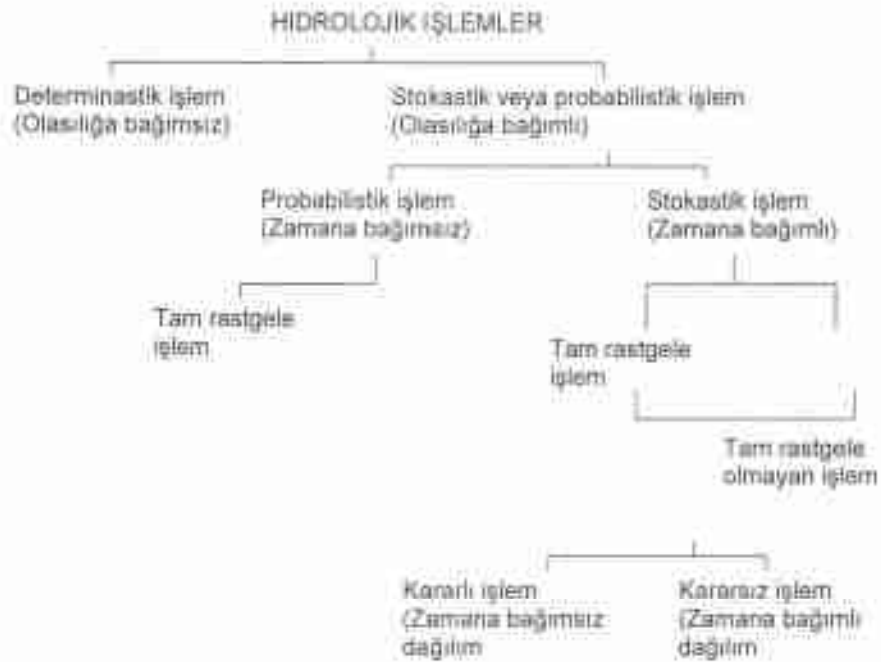 HIDROLOJİK İŞLEMLER
Determinastik işlem
(Olasılığa bağımsız)
Stokastik veya probabilistik işlem
(Olasılığa bağımlı)
Probabilistik işlem
(Zamana bağımsız)
Stokastik işlem
(Zamana bağımlı)
Tam rastgele
işlem
Tam rastgele
işlem
Tam rastgele
olmayan işlem
Kararlı işlem
(Zamana bağımsız
dağılım
Kararsız işlem
(Zamana bağımlı
dağılım